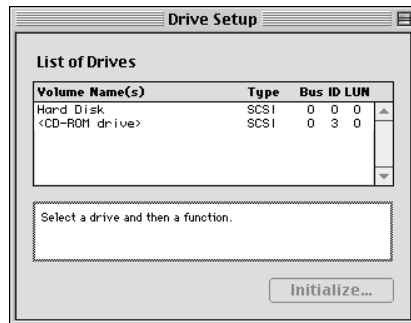 Drive Setup
List of Drives
Volume Name(s) Type Bus ID LUN
Hard Disk SCSI 0 0 0
<CD-ROM drive> SCSI 0 3 0
Select a drive and then a function.
Initialize...